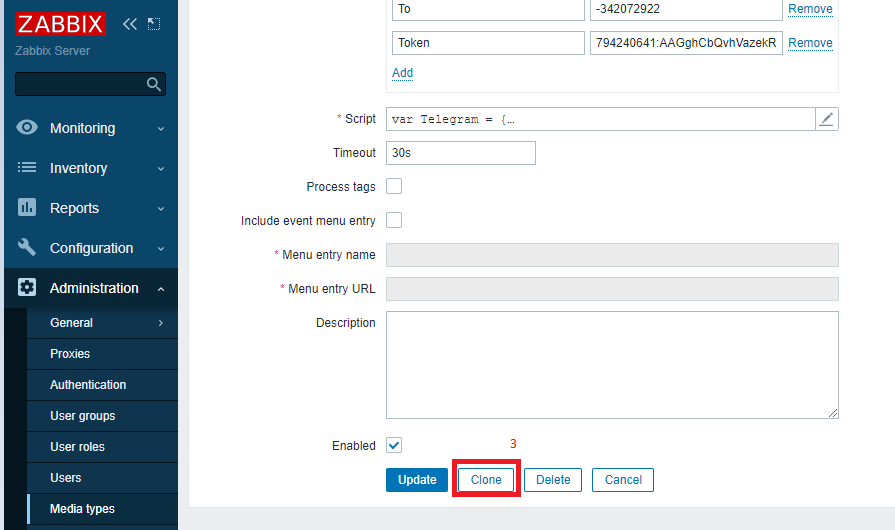 ZABBIX
Zabbix Server
Monitoring
Inventory
Reports
Configuration
Administration
General
Proxies
Authentication
User groups
User roles
Users
Media types
To -342072922 Remove
Token 794240641:AAGghCbQvhVazekR Remove
Add
* Script var Telegram = {…
Timeout 30s
Process tags
Include event menu entry
* Menu entry name
* Menu entry URL
Description
Enabled 3
Update Clone Delete Cancel